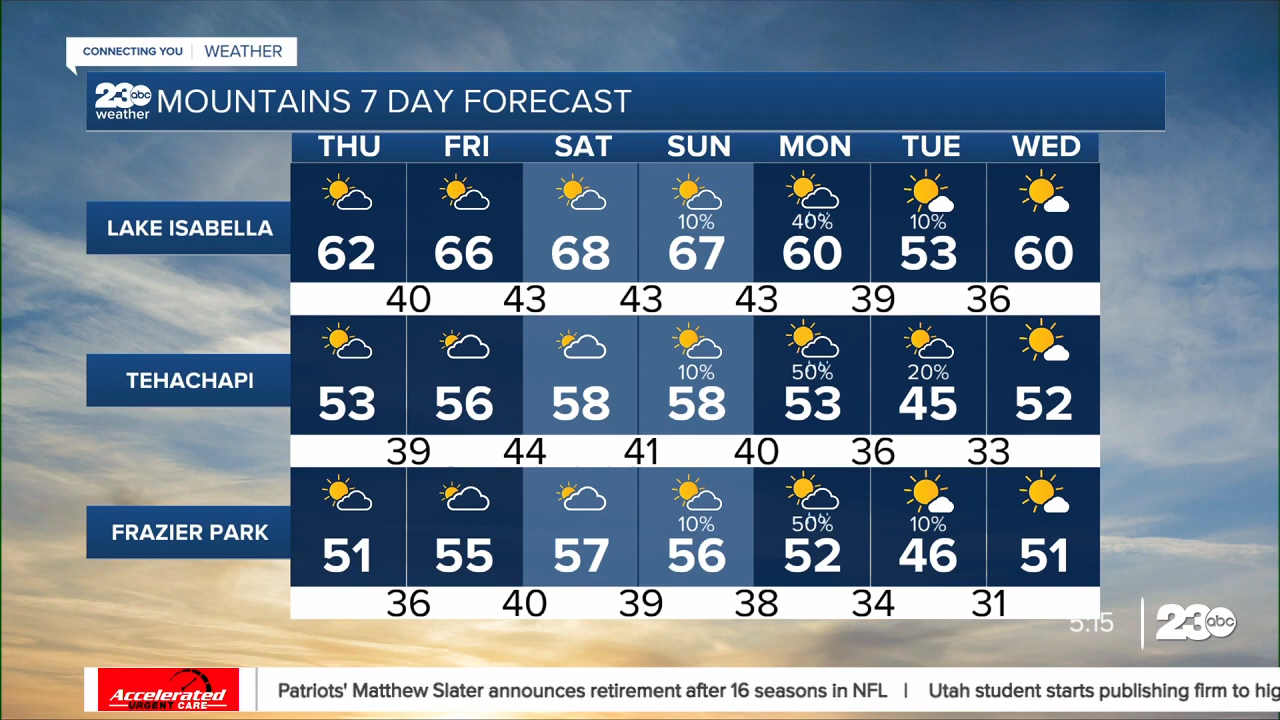 CONNECTING YOU | WEATHER
23 abc weather MOUNTAINS 7 DAY FORECAST
THU FRI SAT SUN MON TUE WED
LAKE ISABELLA
10% 40% 10%
62 66 68 67 60 53 60
40 43 43 43 39 36
TEHACHAPI
10% 50% 20%
53 56 58 58 53 45 52
39 44 41 40 36 33
FRAZIER PARK
10% 50% 10%
51 55 57 56 52 46 51
36 40 39 38 34 31
5:15 23 abc
Accelerated
URGENT CARE
Patriots' Matthew Slater announces retirement after 16 seasons in NFL | Utah student starts publishing firm to hig